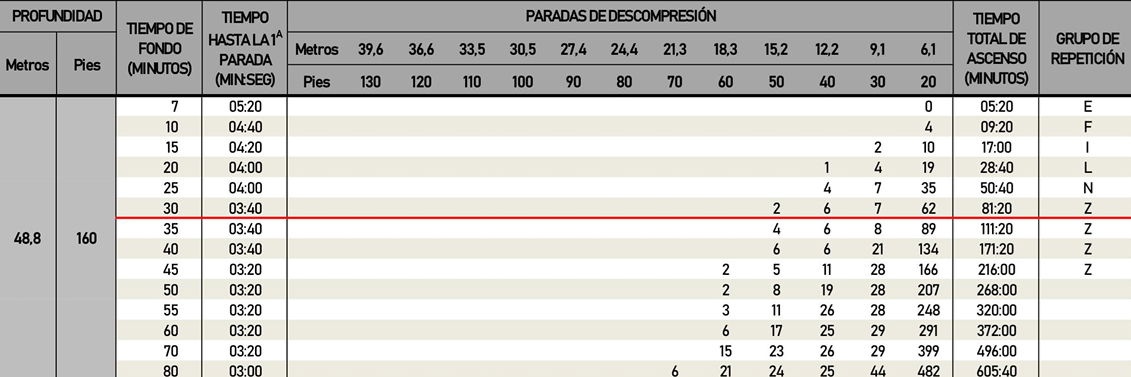 PROFUNDIDAD TIEMPO DE FONDO (MINUTOS) TIEMPO HASTA LA 1ᴬ PARADA (MIN:SEG) PARADAS DE DESCOMPRESIÓN TIEMPO TOTAL DE ASCENSO (MINUTOS) GRUPO DE REPETICIÓN
Metros Pies Metros 39,6 36,6 33,5 30,5 27,4 24,4 21,3 18,3 15,2 12,2 9,1 6,1
Pies 130 120 110 100 90 80 70 60 50 40 30 20
48,8 160
7 05:20 0 05:20 E
10 04:40 4 09:20 F
15 04:20 2 10 17:00 I
20 04:00 1 4 19 28:40 L
25 04:00 4 7 35 50:40 N
30 03:40 2 6 7 62 81:20 Z
35 03:40 4 6 8 89 111:20 Z
40 03:40 6 6 21 134 171:20 Z
45 03:20 2 5 11 28 166 216:00 Z
50 03:20 2 8 19 28 207 268:00
55 03:20 3 11 26 28 248 320:00
60 03:20 6 17 25 29 291 372:00
70 03:20 15 23 26 29 399 496:00
80 03:00 6 21 24 25 44 482 605:40